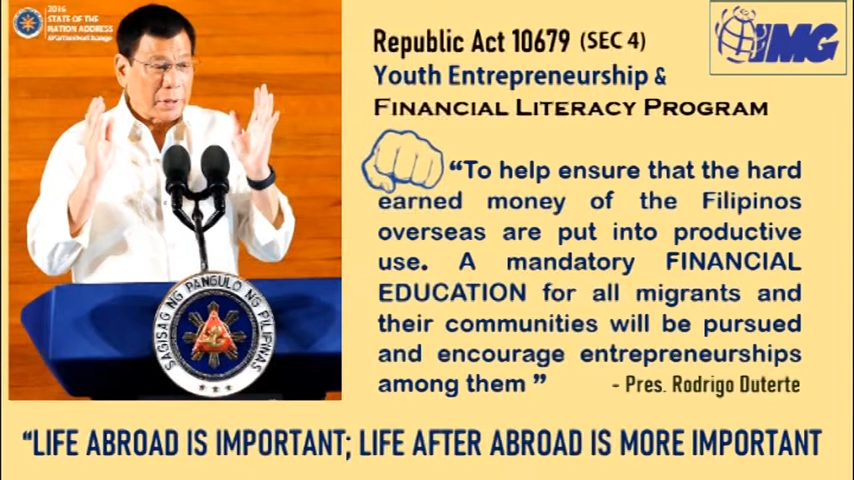 2016
STATE OF THE
NATION ADDRESS
#PartnersforChange
Republic Act 10679 (SEC 4)
Youth Entrepreneurship &
FINANCIAL LITERACY PROGRAM
IMG
“To help ensure that the hard
earned money of the Filipinos
overseas are put into productive
use. A mandatory FINANCIAL
EDUCATION for all migrants and
their communities will be pursued
and encourage entrepreneurships
among them ”
- Pres. Rodrigo Duterte
SAGISAG NG PANGULO NG PILIPINAS
“LIFE ABROAD IS IMPORTANT; LIFE AFTER ABROAD IS MORE IMPORTANT